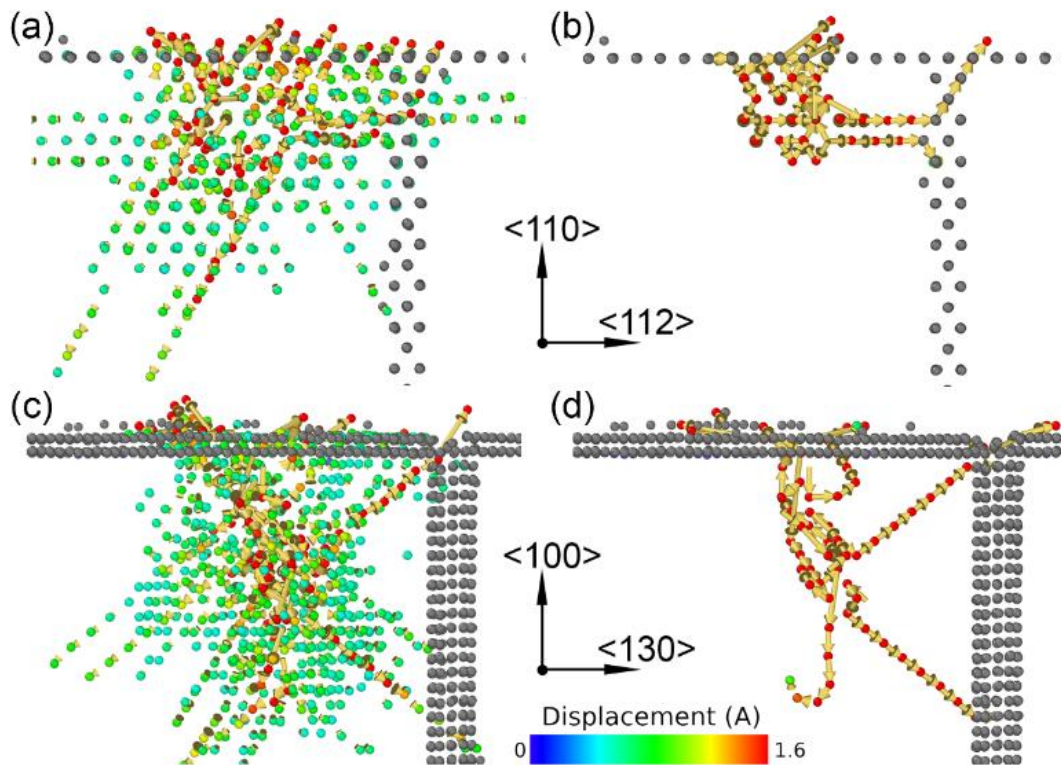 (a)
(b)
<110>
<112>
(c)
(d)
<100>
<130>
Displacement (A)
0
1.6